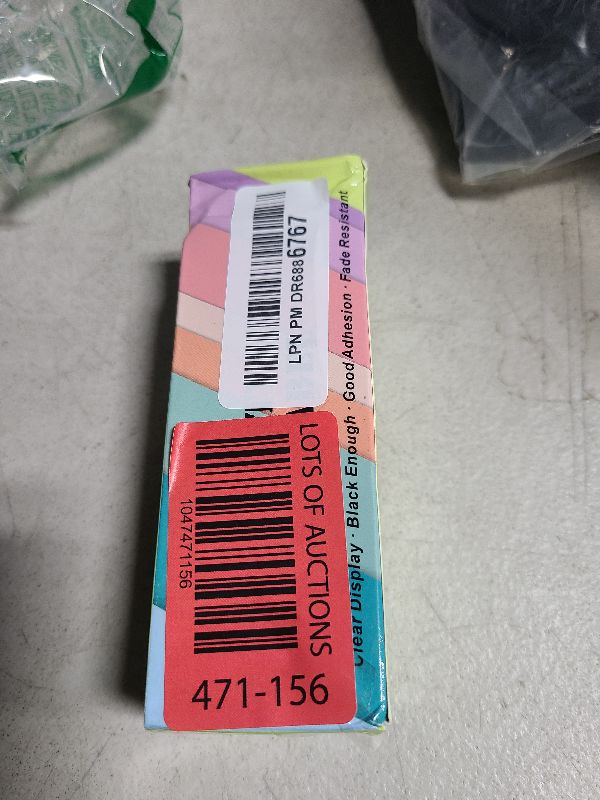 LPN PM DR6886767
Clear Display · Black Enough · Good Adhesion · Fade Resistant
LOTS OF AUCTIONS
1047471156
471-156